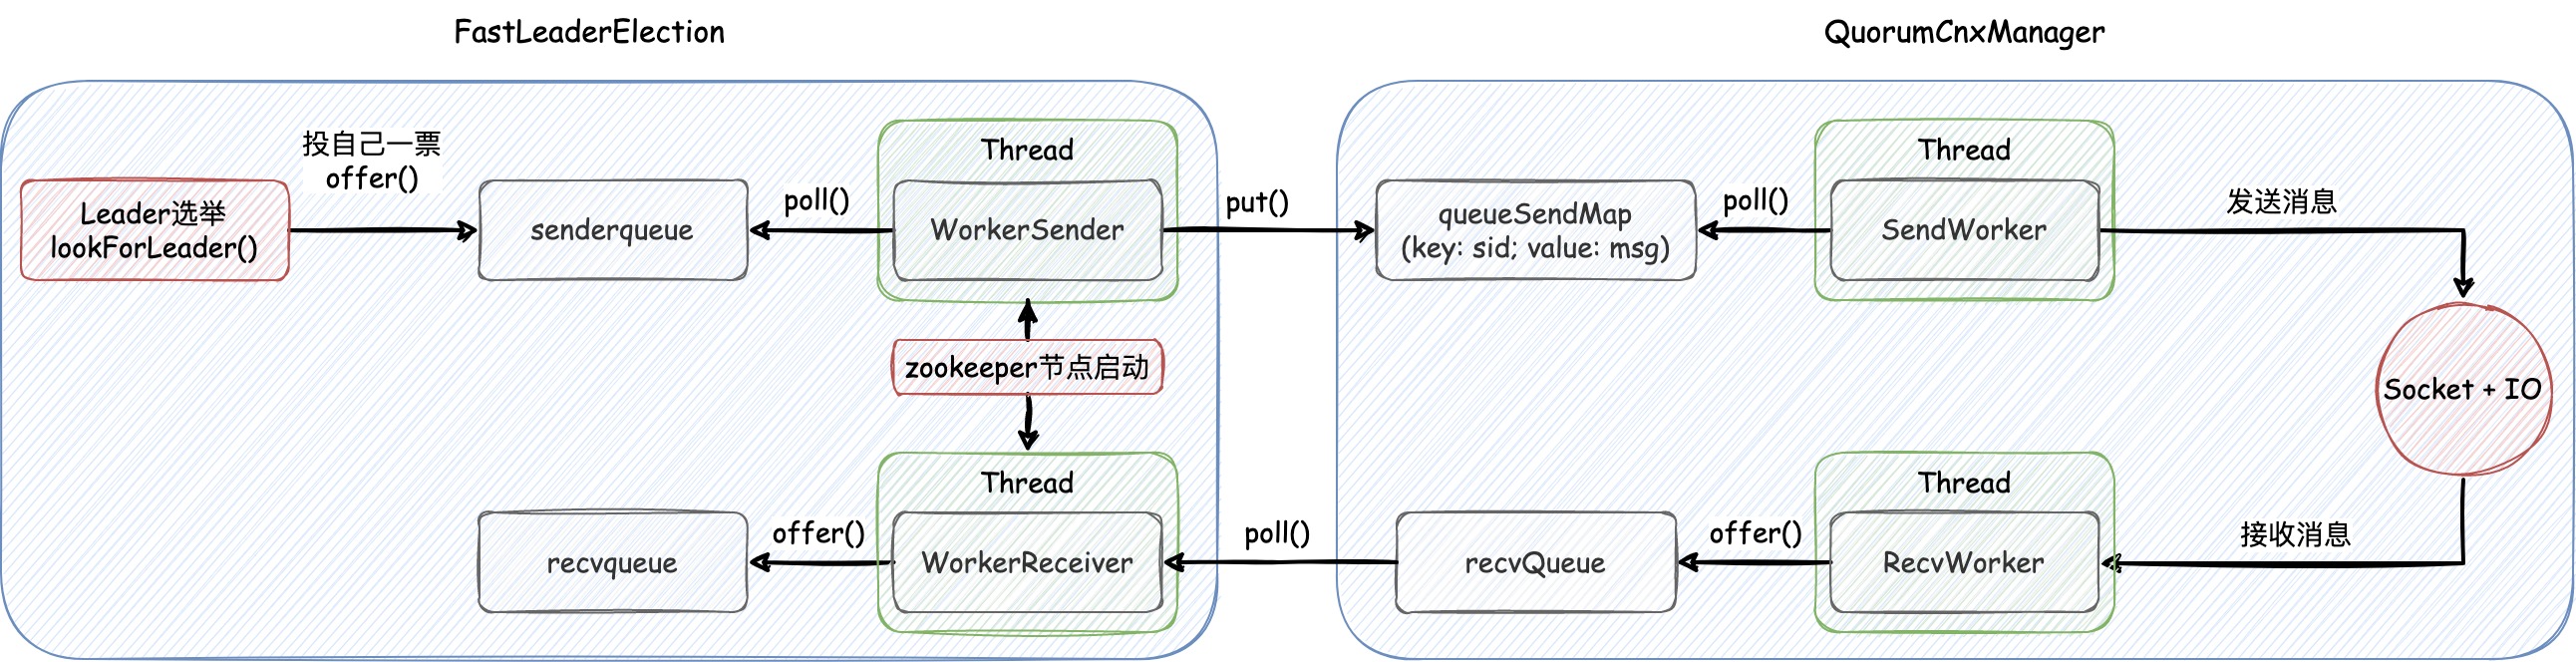 FastLeaderElection
QuorumCnxManager
投自己一票
offer()
Leader选举
lookForLeader()
senderqueue
poll()
Thread
WorkerSender
put()
queueSendMap
(key: sid; value: msg)
poll()
Thread
SendWorker
发送消息
zookeeper节点启动
Socket + IO
recvqueue
offer()
Thread
WorkerReceiver
poll()
recvQueue
offer()
Thread
RecvWorker
接收消息